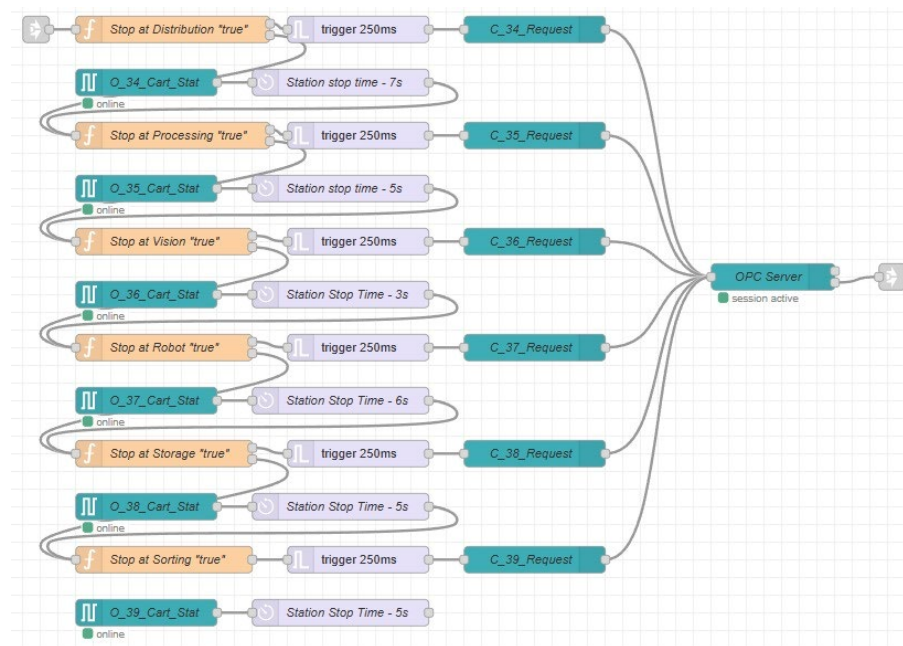 Stop at Distribution "true"
trigger 250ms
C_34_Request
O_34_Cart_Stat
Station stop time - 7s
online
Stop at Processing "true"
trigger 250ms
C_35_Request
O_35_Cart_Stat
Station stop time - 5s
online
Stop at Vision "true"
trigger 250ms
C_36_Request
OPC Server
session active
O_36_Cart_Stat
Station Stop Time - 3s
online
Stop at Robot "true"
trigger 250ms
C_37_Request
O_37_Cart_Stat
Station Stop Time - 6s
online
Stop at Storage "true"
trigger 250ms
C_38_Request
O_38_Cart_Stat
Station Stop Time - 5s
online
Stop at Sorting "true"
trigger 250ms
C_39_Request
O_39_Cart_Stat
Station Stop Time - 5s
online